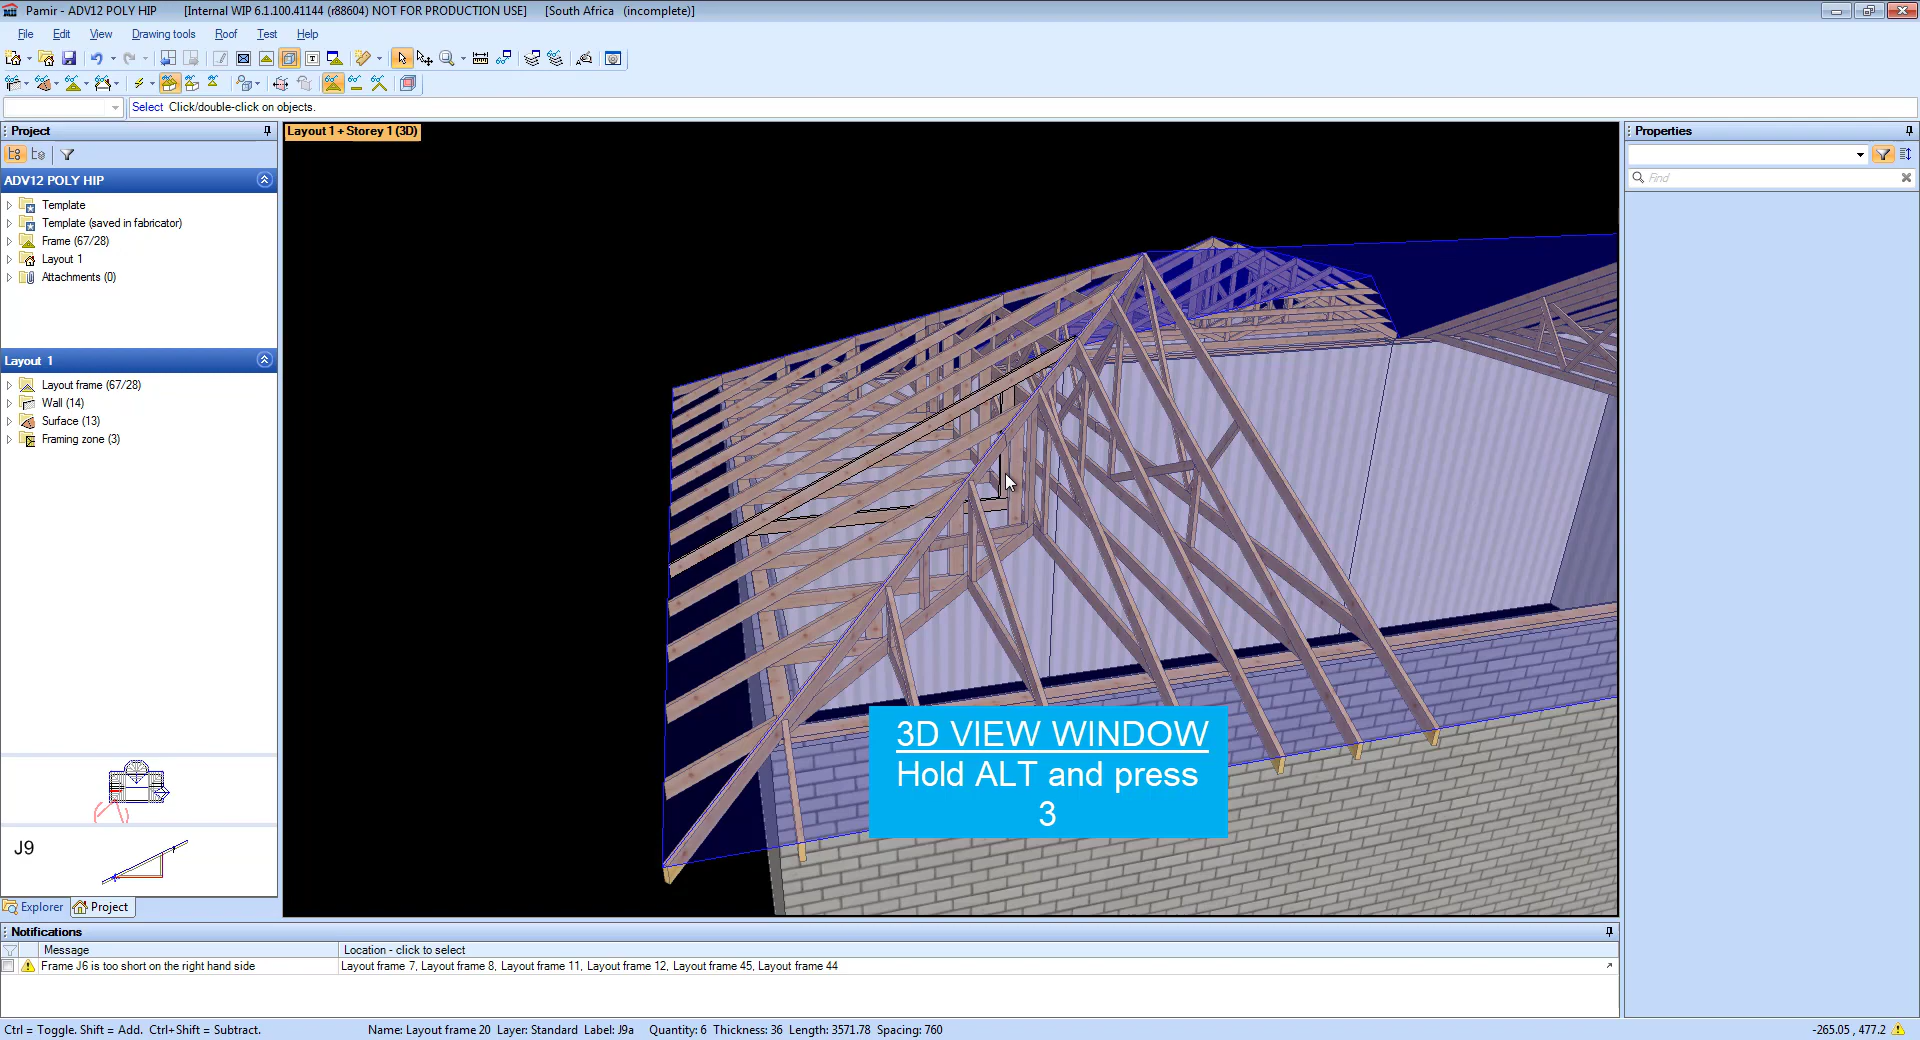 Pamir - ADV12 POLY HIP [Internal WIP 6.1.100.41144 (r88604) NOT FOR PRODUCTION USE] [South Africa (incomplete)]
File Edit View Drawing tools Roof Test Help
Select Click/double-click on objects.
Project
ADV12 POLY HIP
Template
Template (saved in fabricator)
Frame (67/28)
Layout 1
Attachments (0)
Layout 1
Layout frame (67/28)
Wall (14)
Surface (13)
Framing zone (3)
J9
Explorer Project
Layout 1 + Storey 1 (3D)
3D VIEW WINDOW
Hold ALT and press
3
Properties
Find
Notifications
Message Location - click to select
Frame J6 is too short on the right hand side Layout frame 7, Layout frame 8, Layout frame 11, Layout frame 12, Layout frame 45, Layout frame 44
Ctrl = Toggle. Shift = Add. Ctrl+Shift = Subtract. Name: Layout frame 20 Layer: Standard Label: J9a Quantity: 6 Thickness: 36 Length: 3571.78 Spacing: 760 -265.05 , 477.2